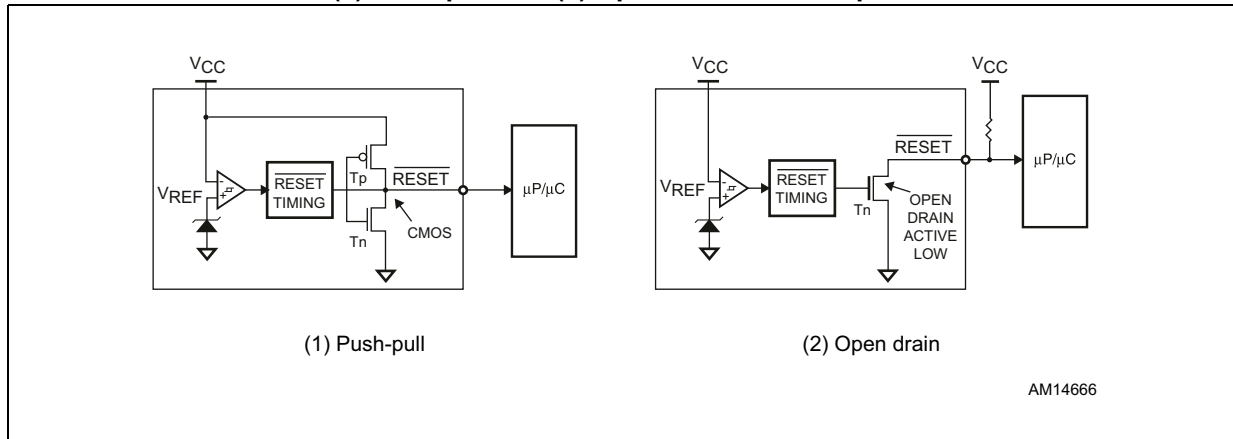 VCC
VREF
-
+
RESET
TIMING
Tp
Tn
RESET
CMOS
µP/µC
(1) Push-pull
VCC
VCC
VREF
-
+
RESET
TIMING
Tn
RESET
OPEN
DRAIN
ACTIVE
LOW
µP/µC
(2) Open drain
AM14666